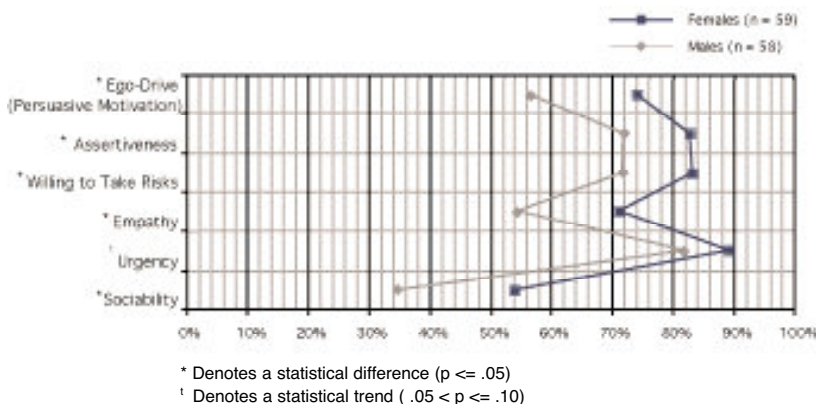 Females (n = 59)
Males (n = 58)
* Ego-Drive
(Persuasive Motivation)
* Assertiveness
* Willing to Take Risks
* Empathy
t Urgency
* Sociability
0% 10% 20% 30% 40% 50% 60% 70% 80% 90% 100%
* Denotes a statistical difference (p <= .05)
t Denotes a statistical trend ( .05 < p <= .10)